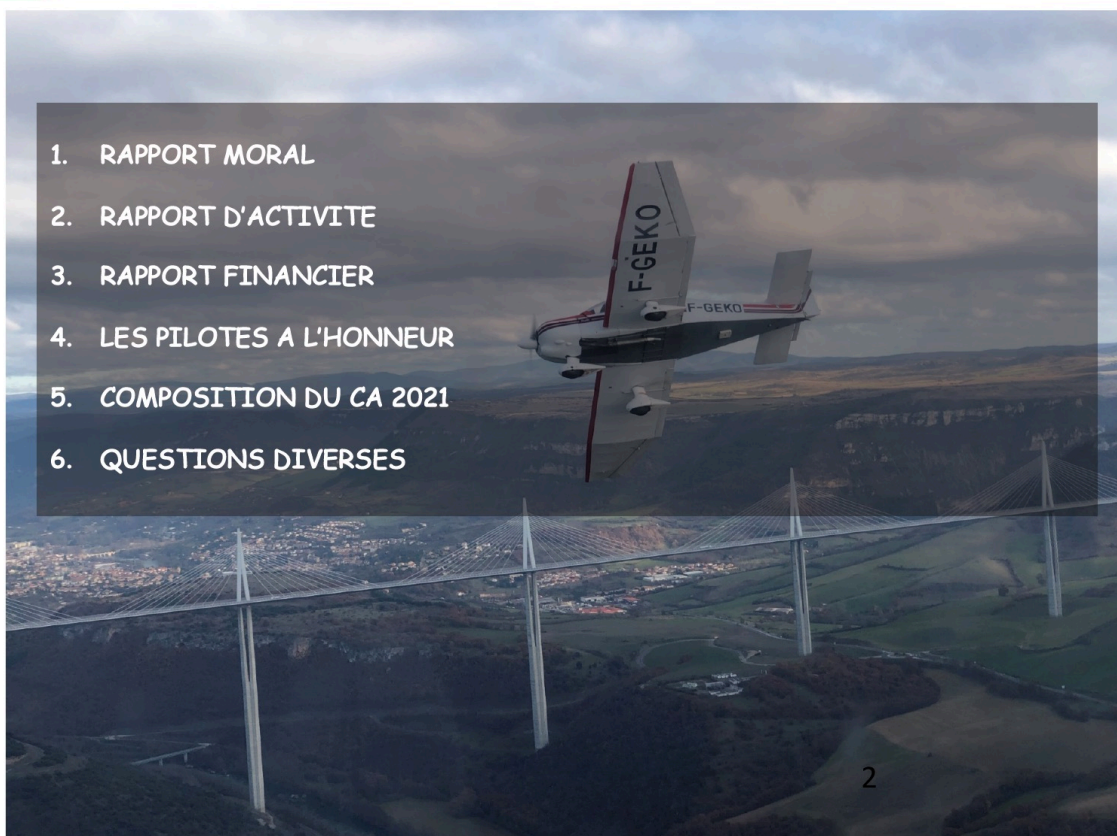 1. RAPPORT MORAL
2. RAPPORT D'ACTIVITE
3. RAPPORT FINANCIER
4. LES PILOTES A L'HONNEUR
5. COMPOSITION DU CA 2021
6. QUESTIONS DIVERSES
F-GEKO
F-GEKO
2